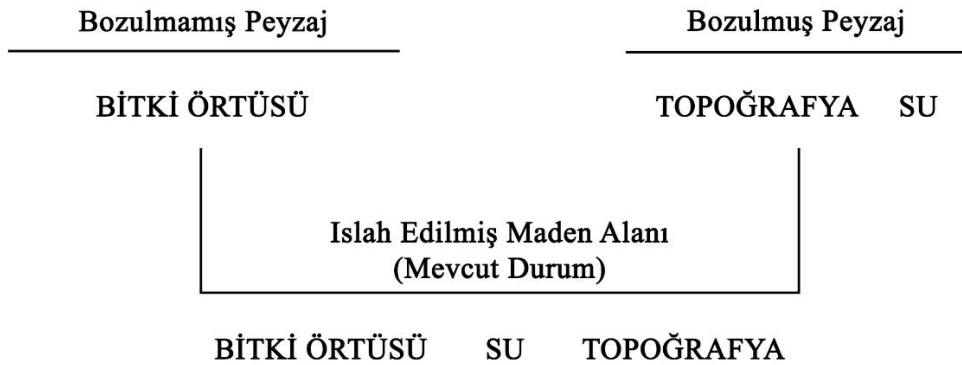 Bozulmamış Peyzaj Bozulmuş Peyzaj
BİTKİ ÖRTÜSÜ TOPOĞRAFYA SU
Islah Edilmiş Maden Alanı
(Mevcut Durum)
BİTKİ ÖRTÜSÜ SU TOPOĞRAFYA